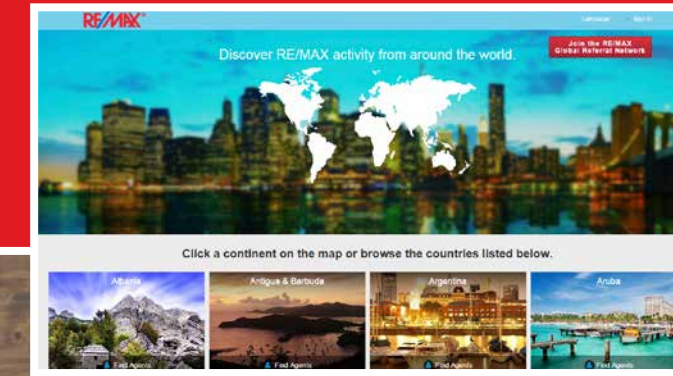 RE/MAX
Language Sign In
Discover RE/MAX activity from around the world.
Join the RE/MAX
Global Referral Network
Click a continent on the map or browse the countries listed below.
Albania Antigua & Barbuda Argentina Aruba
Find Agents Find Agents Find Agents Find Agents